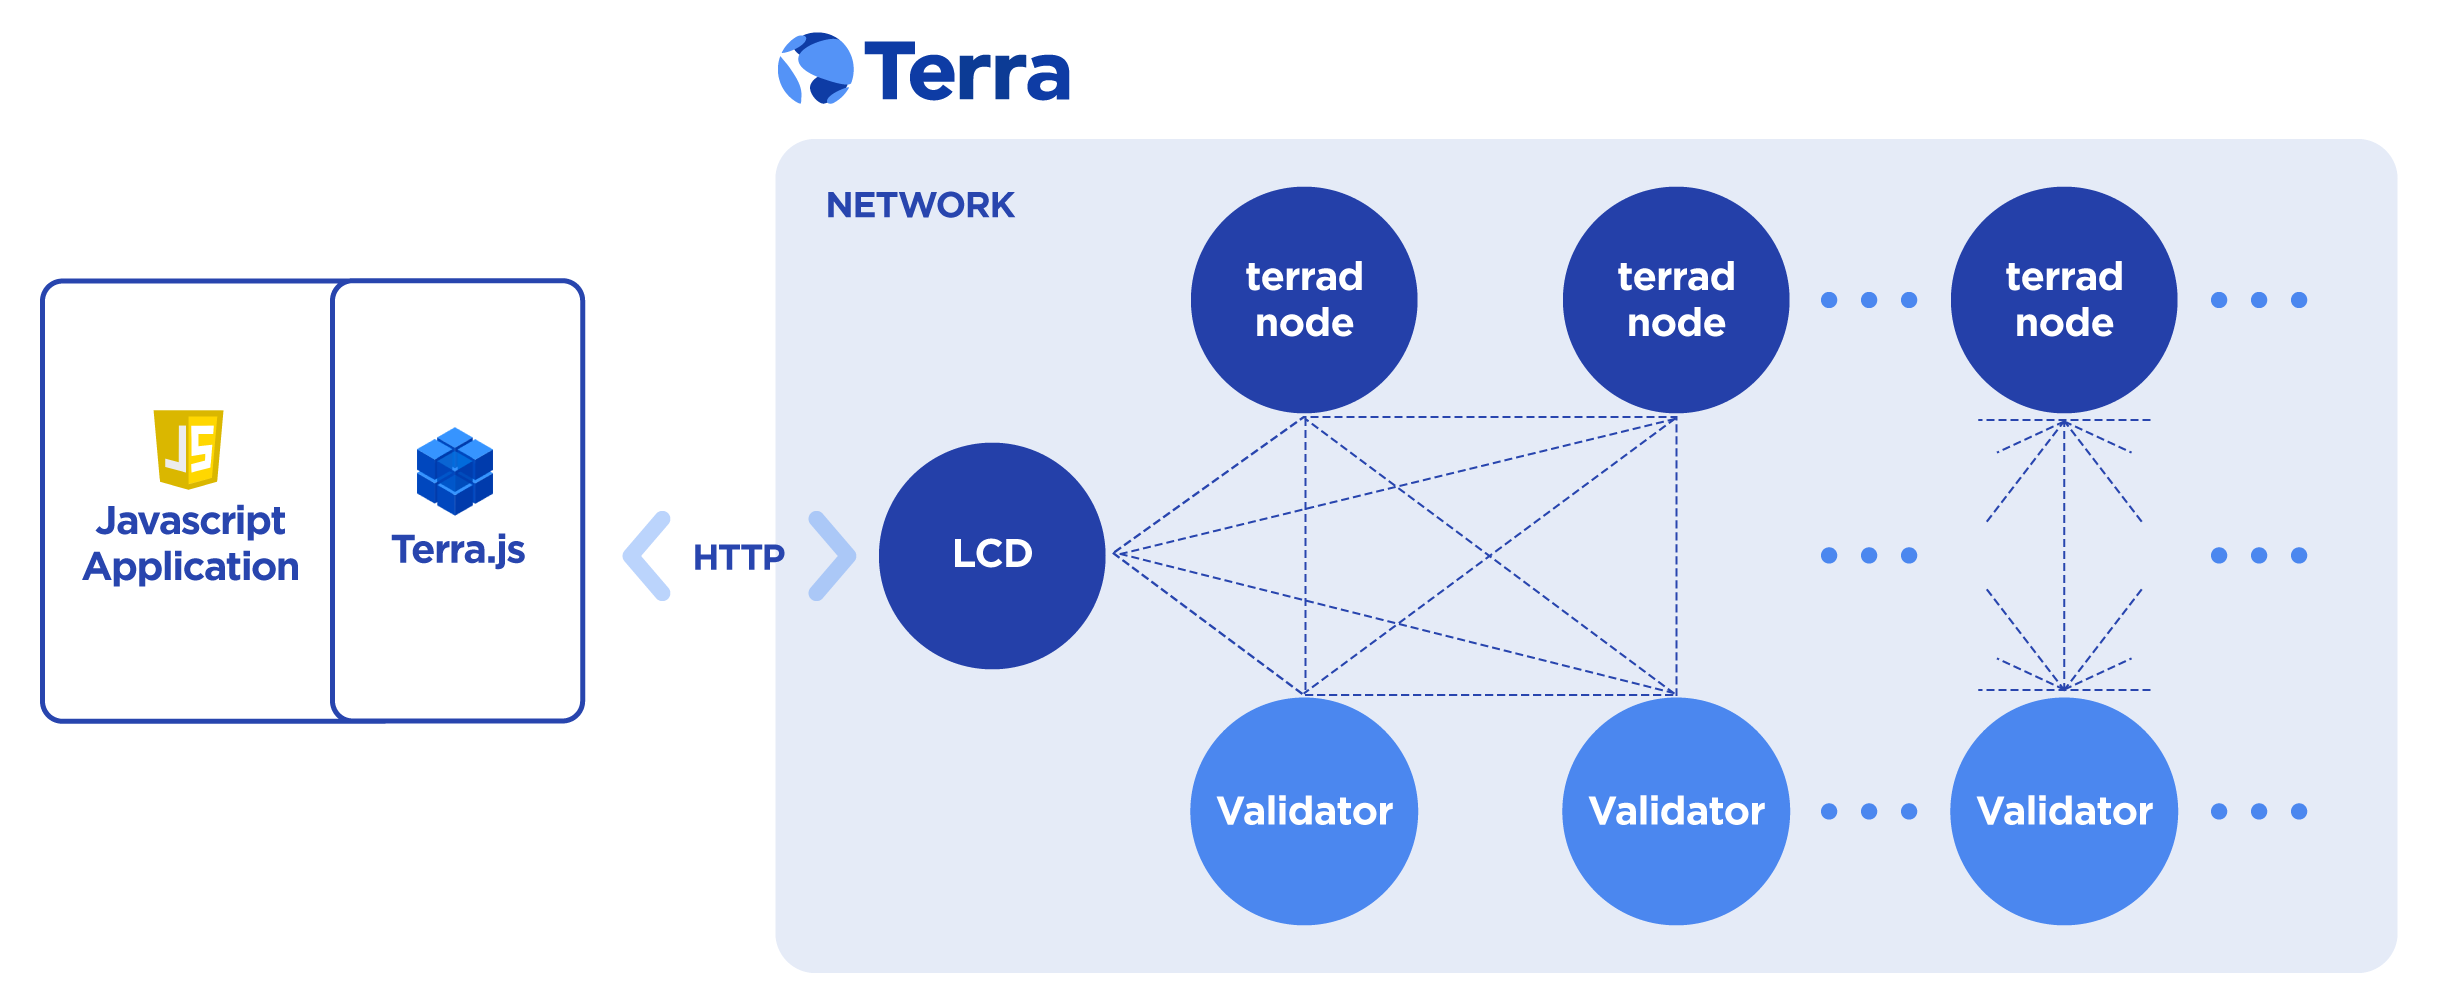 Terra
NETWORK
terrad
node
terrad
node
terrad
node
JS
Javascript
Application
Terra.js
HTTP
LCD
Validator
Validator
Validator